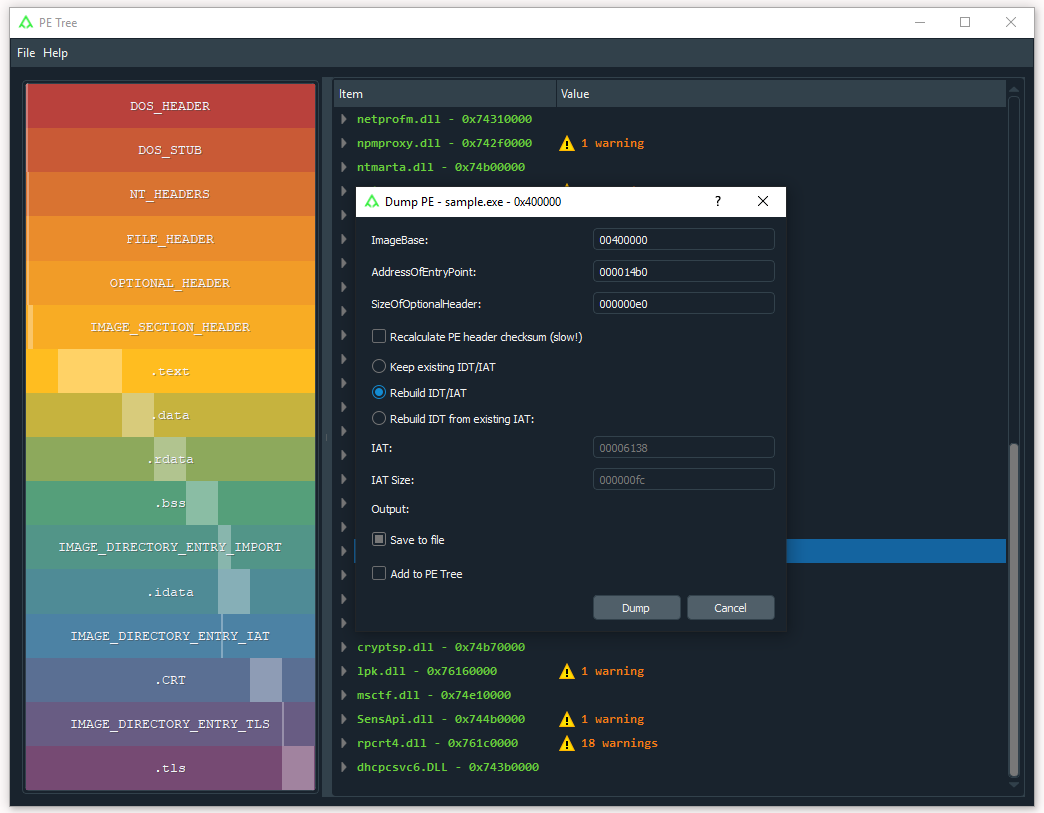 PE Tree
File Help
DOS_HEADER
DOS_STUB
NT_HEADERS
FILE_HEADER
OPTIONAL_HEADER
IMAGE_SECTION_HEADER
.text
.data
.rdata
.bss
IMAGE_DIRECTORY_ENTRY_IMPORT
.idata
IMAGE_DIRECTORY_ENTRY_IAT
.CRT
IMAGE_DIRECTORY_ENTRY_TLS
.tls
Item Value
netprofm.dll - 0x74310000
npmproxy.dll - 0x742f0000 1 warning
ntmarta.dll - 0x74b00000
Dump PE - sample.exe - 0x400000 ?
ImageBase: 00400000
AddressOfEntryPoint: 000014b0
SizeOfOptionalHeader: 000000e0
Recalculate PE header checksum (slow!)
Keep existing IDT/IAT
Rebuild IDT/IAT
Rebuild IDT from existing IAT:
IAT: 00006138
IAT Size: 000000fc
Output:
Save to file
Add to PE Tree
Dump Cancel
cryptsp.dll - 0x74b70000
lpk.dll - 0x76160000 1 warning
msctf.dll - 0x74e10000
SensApi.dll - 0x744b0000 1 warning
rpcrt4.dll - 0x761c0000 18 warnings
dhcpcsvc6.DLL - 0x743b0000